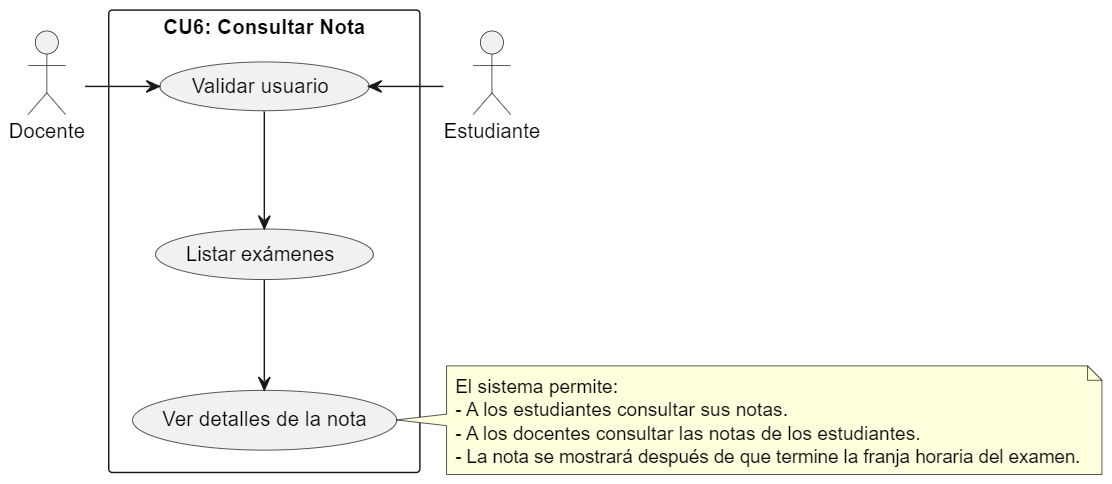 CU6: Consultar Nota
Validar usuario
Docente
Estudiante
Listar exámenes
Ver detalles de la nota
El sistema permite:
- A los estudiantes consultar sus notas.
- A los docentes consultar las notas de los estudiantes.
- La nota se mostrará después de que termine la franja horaria del examen.